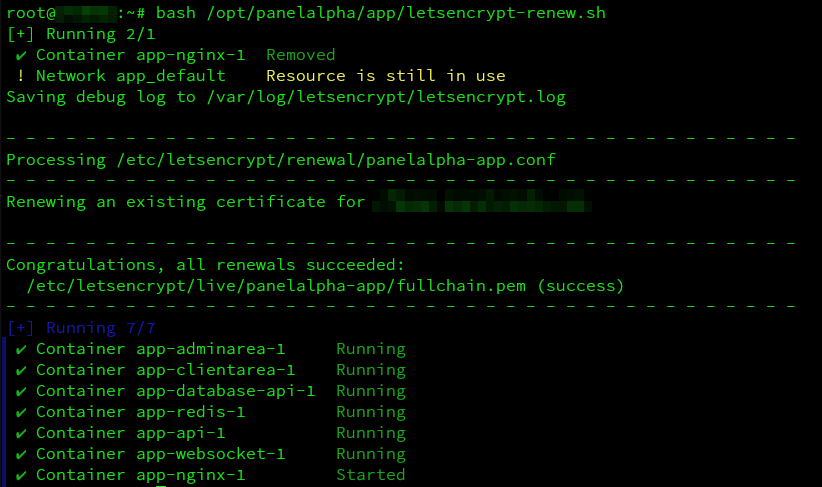 root@ :~# bash /opt/panelalpha/app/letsencrypt-renew.sh
[+] Running 2/1
✔ Container app-nginx-1 Removed
! Network app_default Resource is still in use
Saving debug log to /var/log/letsencrypt/letsencrypt.log
- - - - - - - - - - - - - - - - - - - - - - - - - - - - - - - - - - - - - - - -
Processing /etc/letsencrypt/renewal/panelalpha-app.conf
- - - - - - - - - - - - - - - - - - - - - - - - - - - - - - - - - - - - - - - -
Renewing an existing certificate for
- - - - - - - - - - - - - - - - - - - - - - - - - - - - - - - - - - - - - - - -
Congratulations, all renewals succeeded:
/etc/letsencrypt/live/panelalpha-app/fullchain.pem (success)
- - - - - - - - - - - - - - - - - - - - - - - - - - - - - - - - - - - - - - - -
[+] Running 7/7
✔ Container app-adminarea-1 Running
✔ Container app-clientarea-1 Running
✔ Container app-database-api-1 Running
✔ Container app-redis-1 Running
✔ Container app-api-1 Running
✔ Container app-websocket-1 Running
✔ Container app-nginx-1 Started